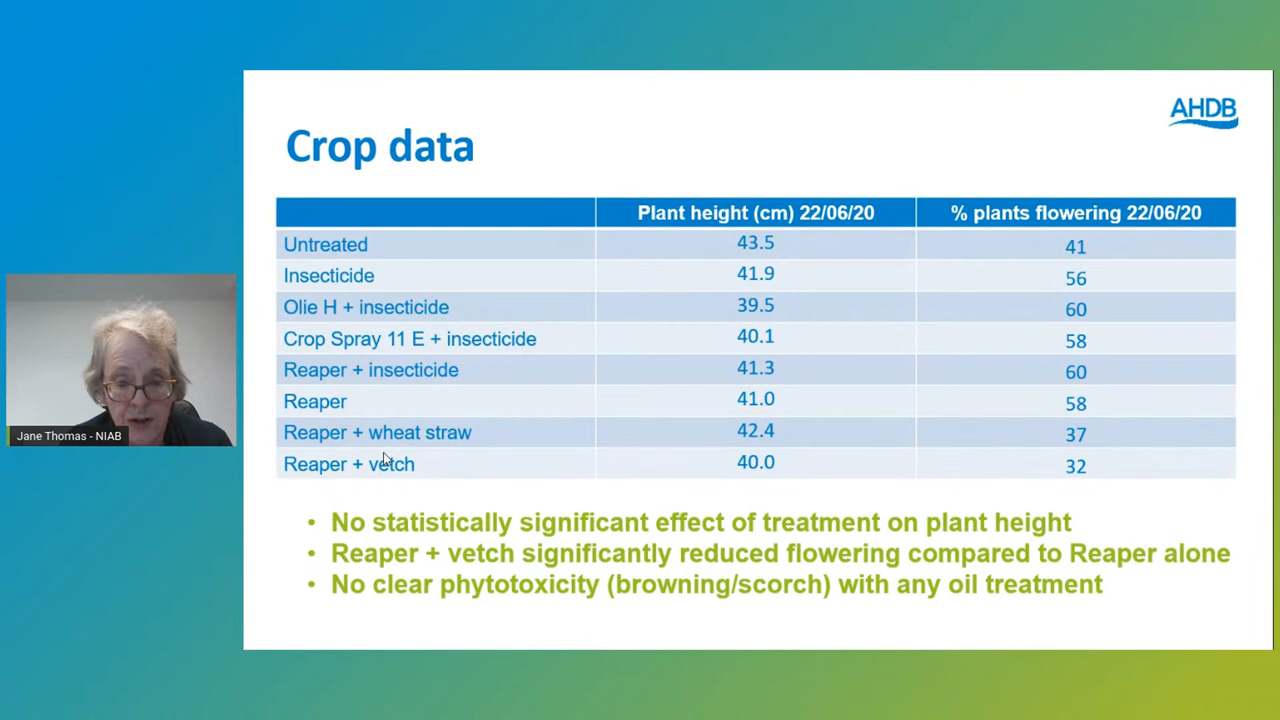 AHDB
Crop data
Plant height (cm) 22/06/20 % plants flowering 22/06/20
Untreated 43.5 41
Insecticide 41.9 56
Olie H + insecticide 39.5 60
Crop Spray 11 E + insecticide 40.1 58
Reaper + insecticide 41.3 60
Reaper 41.0 58
Reaper + wheat straw 42.4 37
Reaper + vetch 40.0 32
• No statistically significant effect of treatment on plant height
• Reaper + vetch significantly reduced flowering compared to Reaper alone
• No clear phytotoxicity (browning/scorch) with any oil treatment
Jane Thomas - NIAB